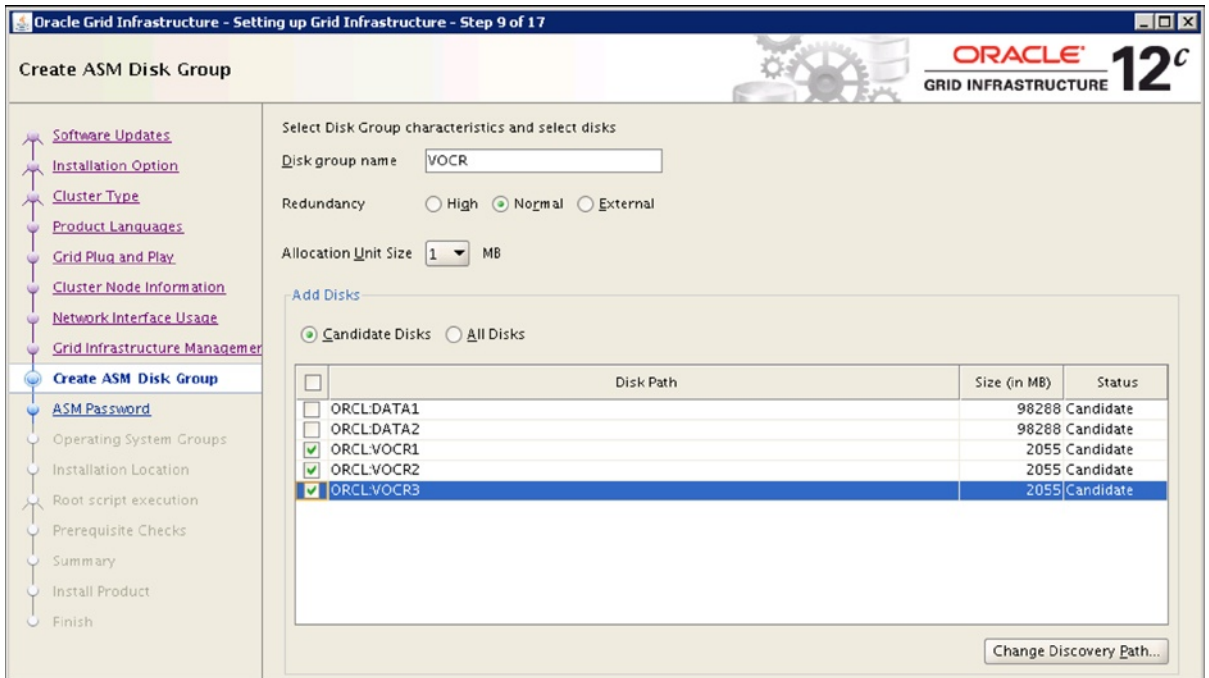 Oracle Grid Infrastructure - Setting up Grid Infrastructure - Step 9 of 17
Create ASM Disk Group
ORACLE
GRID INFRASTRUCTURE 12c
Software Updates
Installation Option
Cluster Type
Product Languages
Grid Plug and Play
Cluster Node Information
Network Interface Usage
Grid Infrastructure Managemer
Create ASM Disk Group
ASM Password
Operating System Groups
Installation Location
Root script execution
Prerequisite Checks
Summary
Install Product
Finish
Select Disk Group characteristics and select disks
Disk group name VOCR
Redundancy High Normal External
Allocation Unit Size 1 MB
Add Disks
Candidate Disks All Disks
Disk Path Size (in MB) Status
ORCL:DATA1 98288 Candidate
ORCL:DATA2 98288 Candidate
ORCL:VOCR1 2055 Candidate
ORCL:VOCR2 2055 Candidate
ORCL:VOCR3 2055 Candidate
Change Discovery Path...